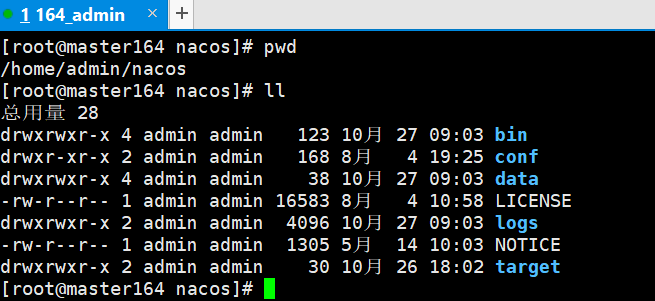 1 164_admin × +
[root@master164 nacos]# pwd
/home/admin/nacos
[root@master164 nacos]# ll
总用量 28
drwxrwxr-x 4 admin admin   123 10月 27 09:03 bin
drwxrwxr-x 2 admin admin   168 8月   4 19:25 conf
drwxrwxr-x 4 admin admin    38 10月 27 09:03 data
-rw-r--r-- 1 admin admin 16583 8月   4 10:58 LICENSE
drwxrwxr-x 2 admin admin  4096 10月 27 09:03 logs
-rw-r--r-- 1 admin admin  1305 5月  14 10:03 NOTICE
drwxrwxr-x 2 admin admin    30 10月 26 18:02 target
[root@master164 nacos]#